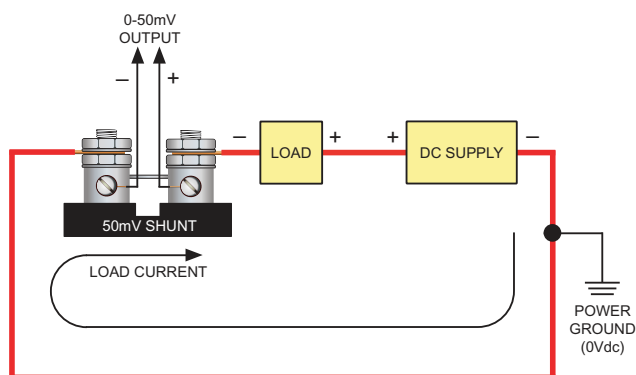 0-50mV
OUTPUT
– +
– LOAD + + DC SUPPLY –
50mV SHUNT
LOAD CURRENT
POWER
GROUND
(0Vdc)